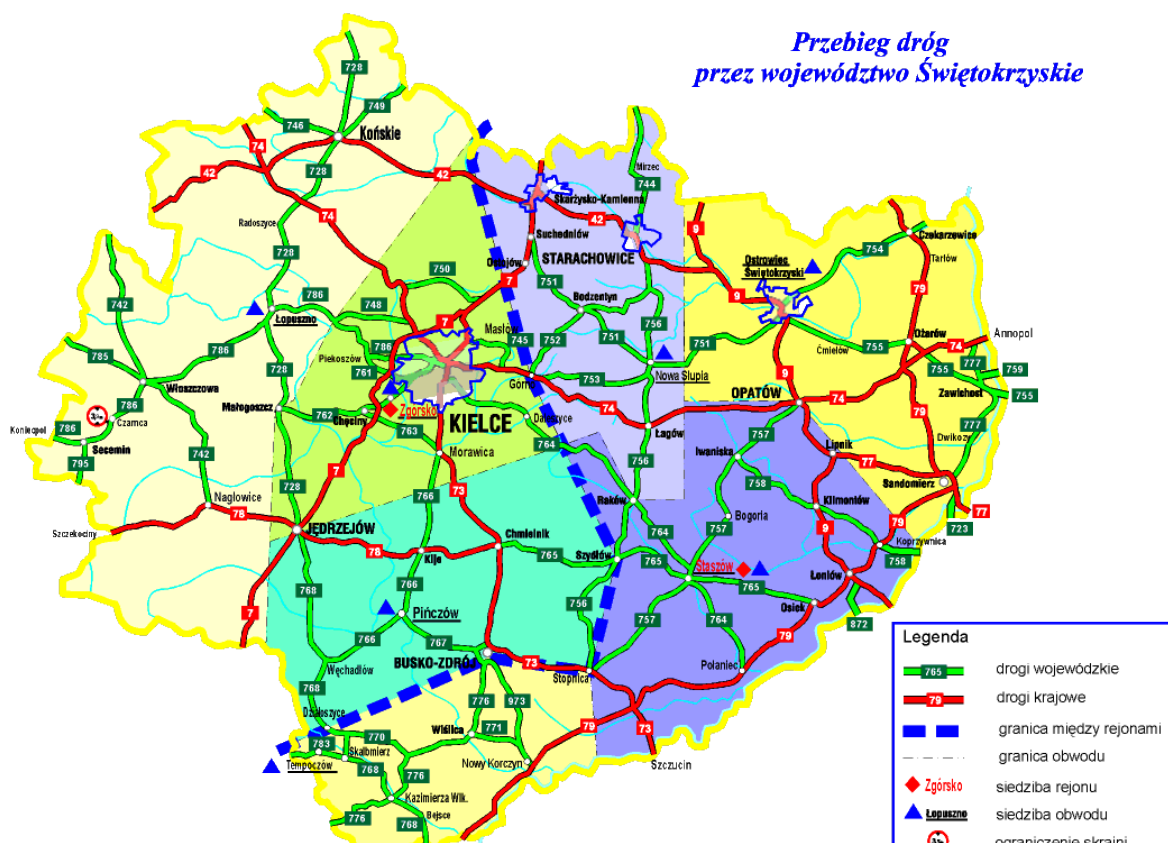 Przebieg dróg
przez województwo Świętokrzyskie
728
749
746
Końskie
74
42
728
42
Mirzec
744
Skarżysko-Kamienna
42
9
74
Radoszyce
Suchedniów
STARACHOWICE
Czekarzewice
754
Ostrowiec
Świętokrzyski
Tarłów
728
750
7
751
Bodzentyn
79
742
786
748
9
Łopuszno
7
Masłów
756
Ożarów
Annopol
786
745
752
751
751
Ćmielów
755
74
777
785
786
Piekoszów
761
Nowa Słupia
755
759
Włoszczowa
728
Górno
753
9
Zawichost
755
OPATÓW
74
786
Małogoszcz
762
Chęciny
Zgórsko
KIELCE
Daleszyce
74
79
777
Czarnca
Koniecpol
786
763
764
Łagów
757
Dwikozy
Secemin
Morawica
Iwaniska
Lipnik
795
742
7
756
77
766
73
758
Sandomierz
728
Nagłowice
Raków
Klimontów
78
757
Bogoria
79
77
Szczekociny
JĘDRZEJÓW
764
9
723
Chmielnik
Koprzywnica
78
Kije
765
Szydłów
765
758
Staszów
Łoniów
768
766
765
7
756
Osiek
Pińczów
757
764
872
766
767
79
BUSKO-ZDRÓJ
Węchadłów
73
Połaniec
Stopnica
768
776
973
Działoszyce
79
73
770
Wiślica
771
783
Skalbmierz
Tempoczów
768
776
Nowy Korczyn
Szczucin
Kazimierza Wlk.
776
768
Bejsce
Legenda
765
drogi wojewódzkie
79
drogi krajowe
granica między rejonami
granica obwodu
Zgórsko
siedziba rejonu
Łopuszno
siedziba obwodu